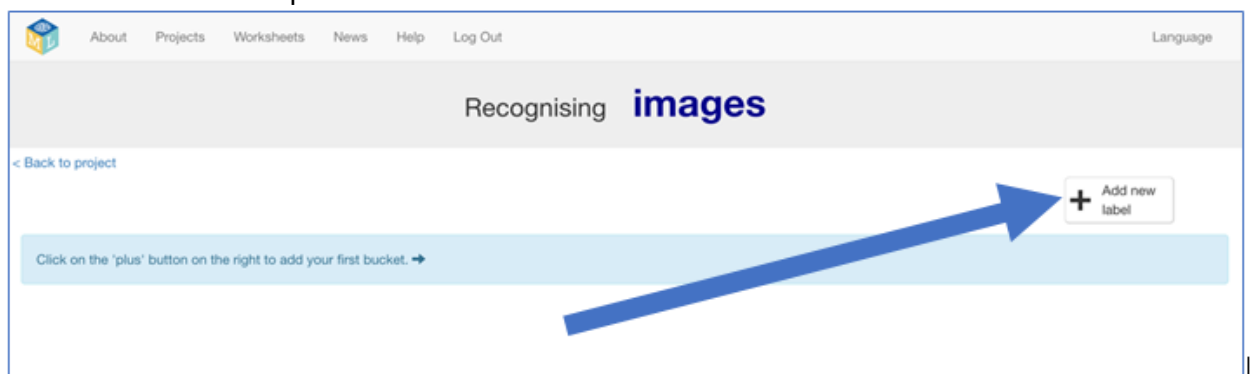 About Projects Worksheets News Help Log Out Language
Recognising images
< Back to project
+ Add new
label
Click on the 'plus' button on the right to add your first bucket. ➔